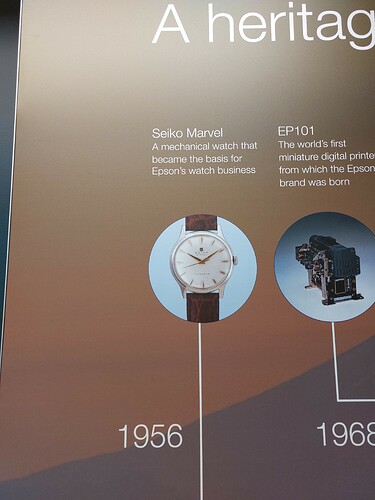 A heritag
Seiko Marvel
A mechanical watch that
became the basis for
Epson's watch business
EP101
The world's first
miniature digital printe
from which the Epson
brand was born
1956
1968